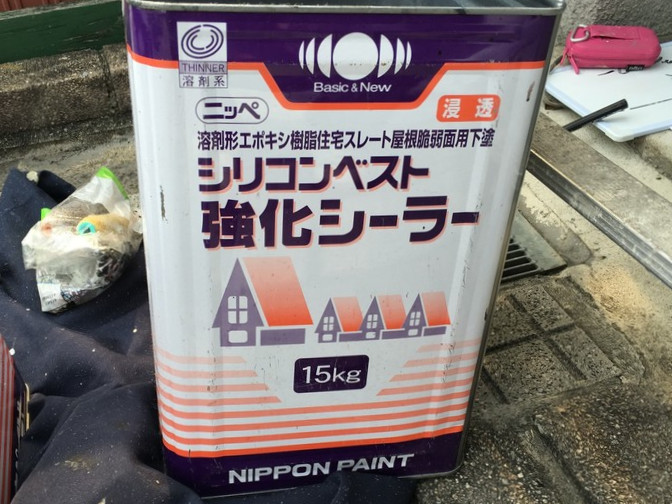 THINNER
溶剤系
Basic & New
ニッペ
浸透
溶剤形エポキシ樹脂住宅スレート屋根脆弱面用下塗
シリコンベスト
強化シーラー
15kg
NIPPON PAINT